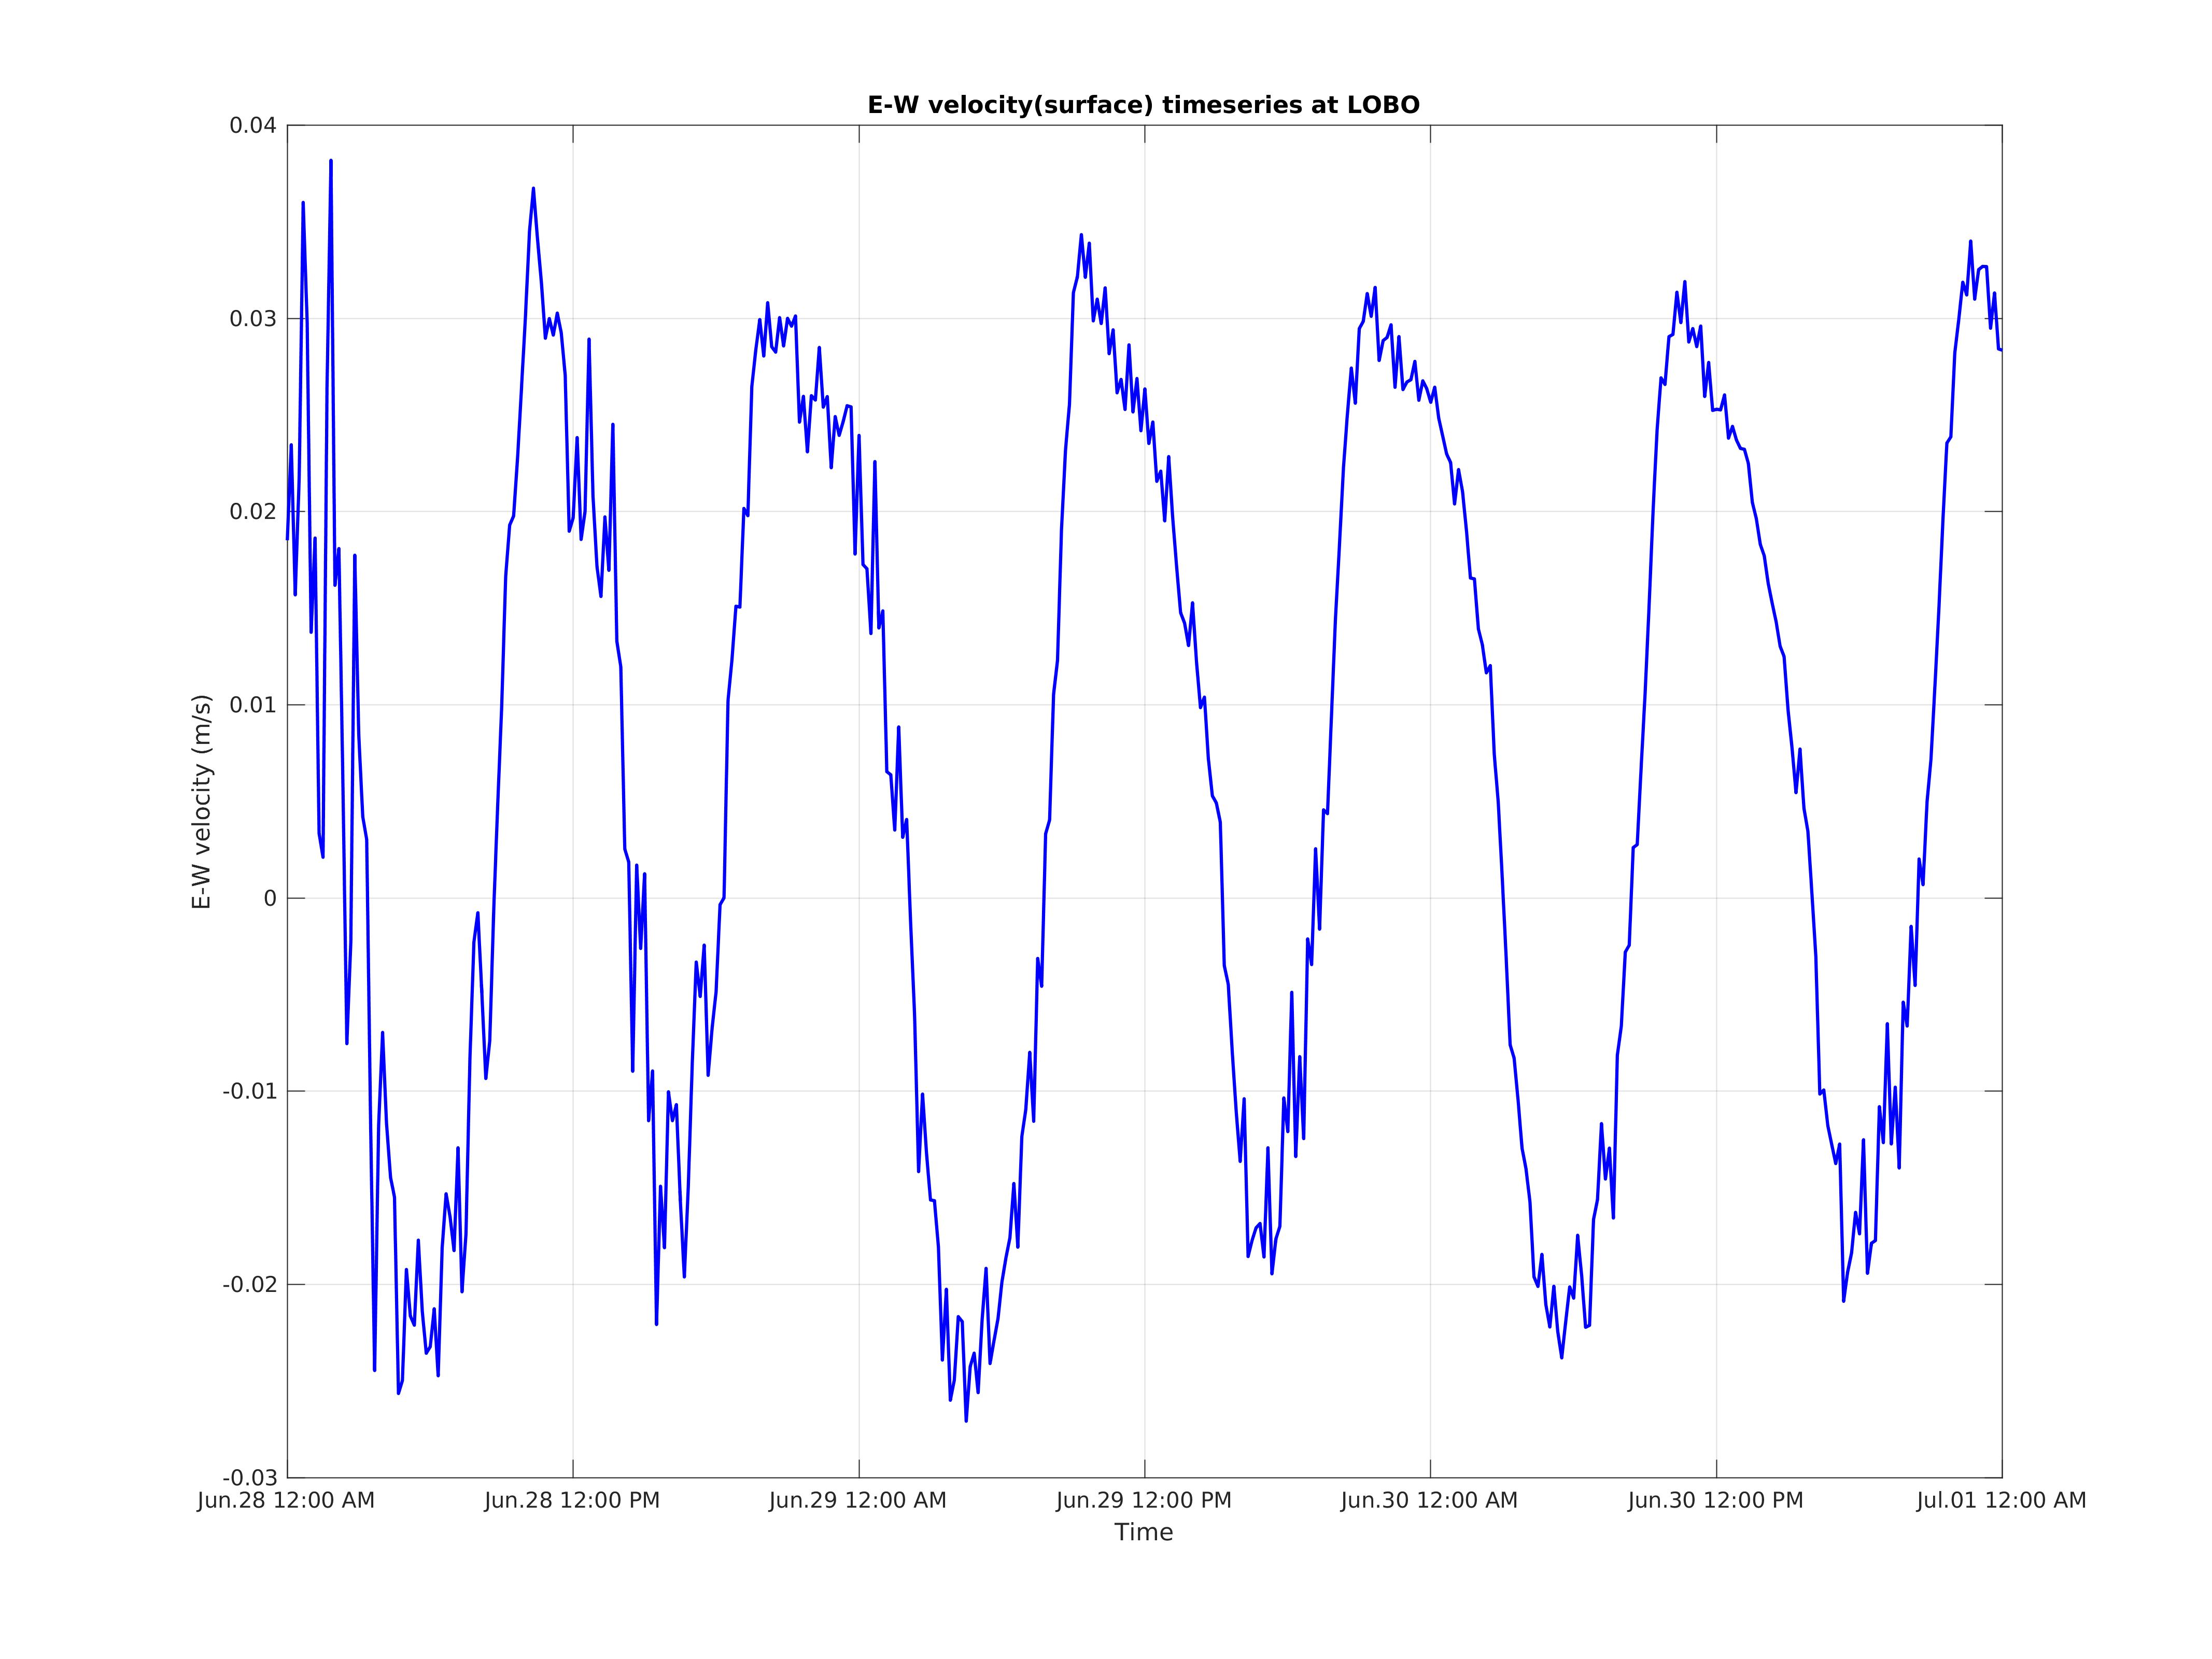 E-W velocity(surface) timeseries at LOBO
0.04
0.03
0.02
0.01
0
-0.01
-0.02
-0.03
E-W velocity (m/s)
Jun.28 12:00 AM
Jun.28 12:00 PM
Jun.29 12:00 AM
Jun.29 12:00 PM
Jun.30 12:00 AM
Jun.30 12:00 PM
Jul.01 12:00 AM
Time